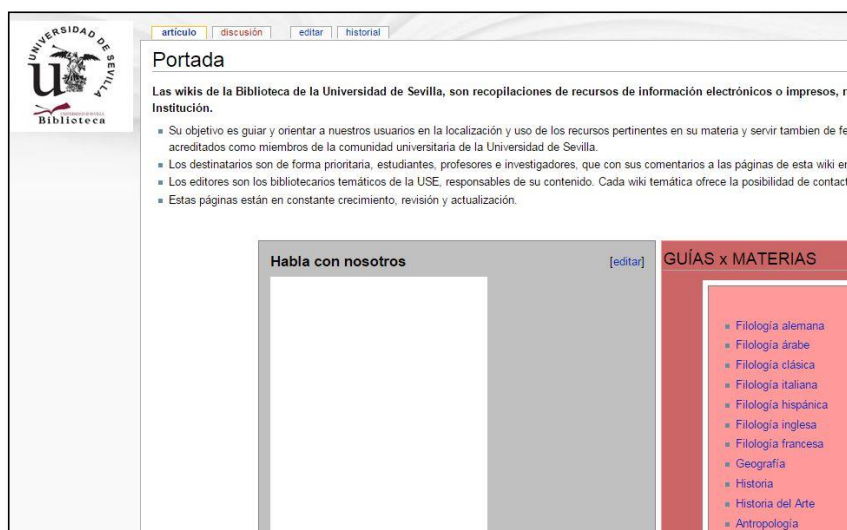 UNIVERSIDAD DE SEVILLA
Biblioteca
artículo discusión editar historial
Portada
Las wikis de la Biblioteca de la Universidad de Sevilla, son recopilaciones de recursos de información electrónicos o impresos,
Institución.
Su objetivo es guiar y orientar a nuestros usuarios en la localización y uso de los recursos pertinentes en su materia y servir tambien de
acreditados como miembros de la comunidad universitaria de la Universidad de Sevilla.
Los destinatarios son de forma prioritaria, estudiantes, profesores e investigadores, que con sus comentarios a las páginas de esta wiki
Los editores son los bibliotecarios temáticos de la USE, responsables de su contenido. Cada wiki temática ofrece la posibilidad de
Estas páginas están en constante crecimiento, revisión y actualización.
Habla con nosotros [editar]
GUÍAS x MATERIAS
Filología alemana
Filología árabe
Filología clásica
Filología italiana
Filología hispánica
Filología inglesa
Filología francesa
Geografía
Historia
Historia del Arte
Antropología